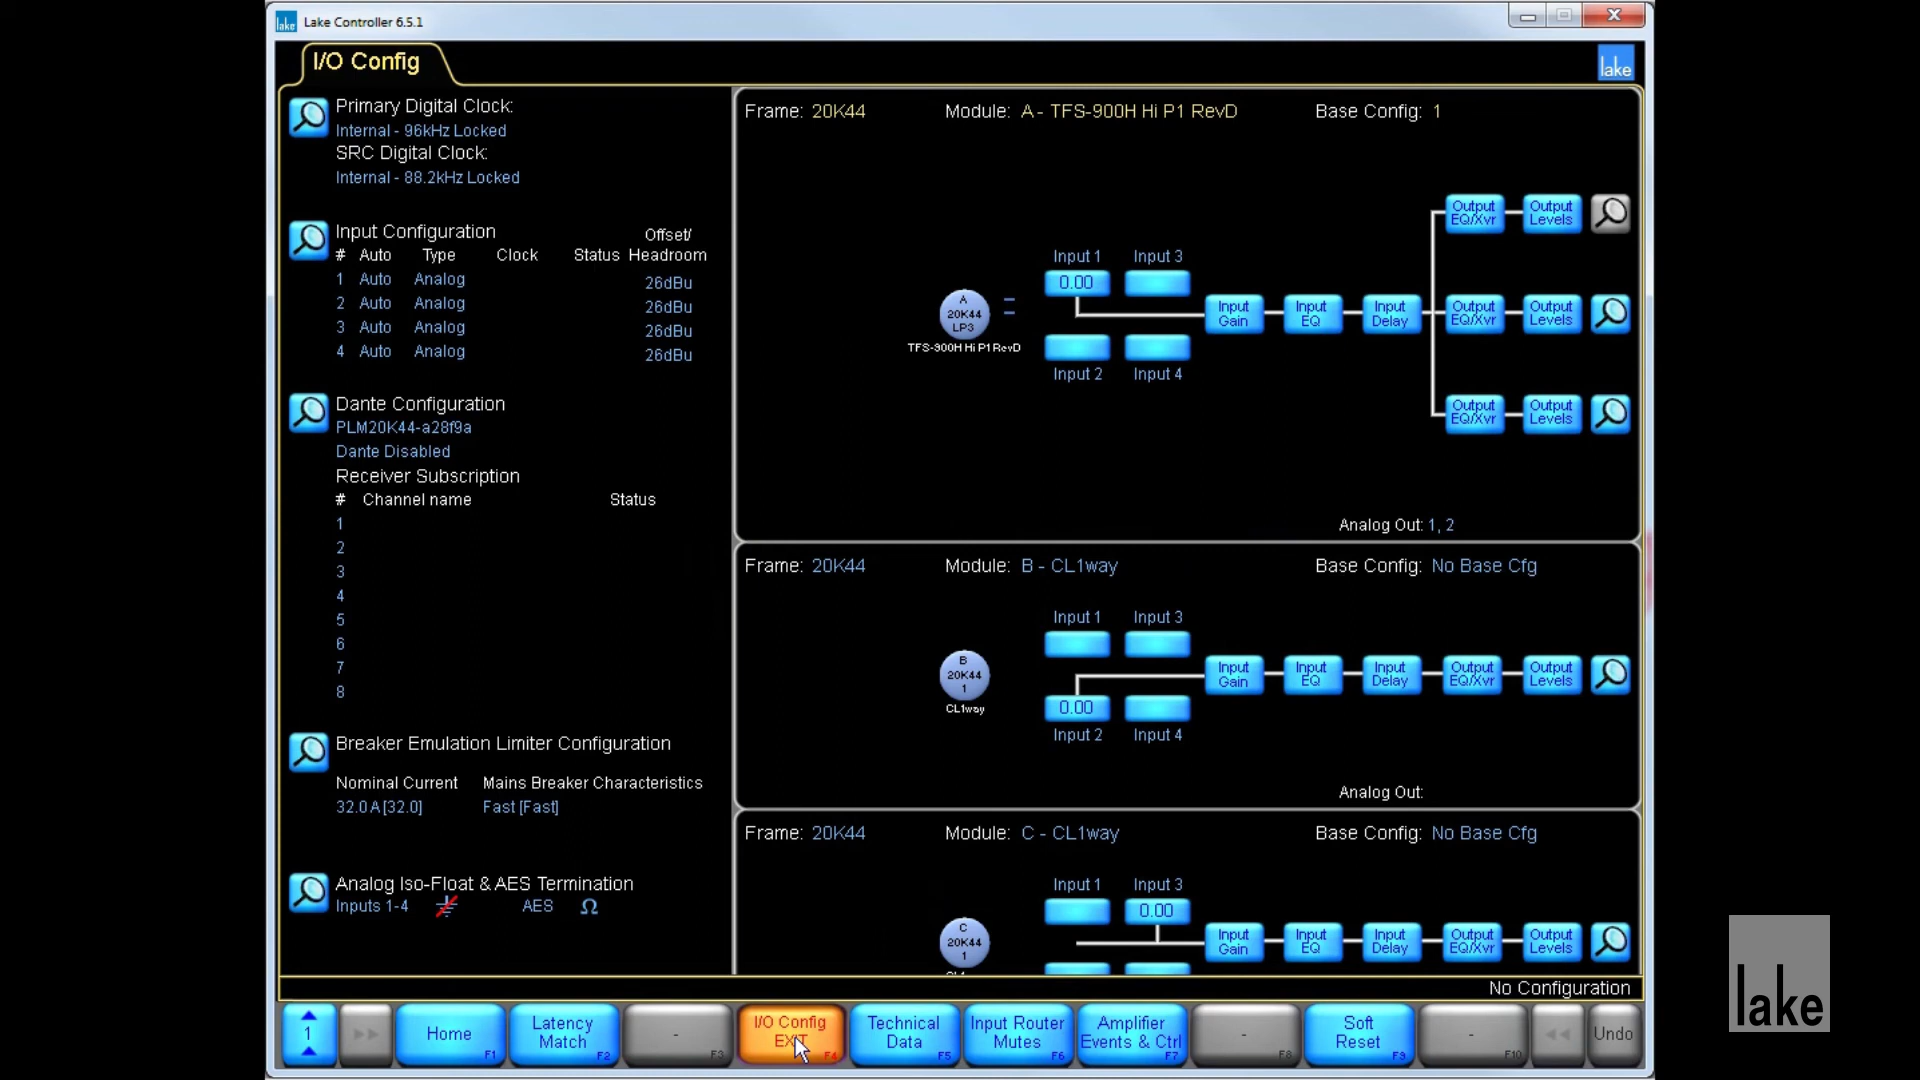 lake Lake Controller 6.5.1
I/O Config
lake
Primary Digital Clock:
Internal - 96kHz Locked
SRC Digital Clock:
Internal - 88.2kHz Locked
Input Configuration
Offset/
# Auto Type Clock Status Headroom
1 Auto Analog 26dBu
2 Auto Analog 26dBu
3 Auto Analog 26dBu
4 Auto Analog 26dBu
Dante Configuration
PLM20K44-a28f9a
Dante Disabled
Receiver Subscription
# Channel name Status
1
2
3
4
5
6
7
8
Breaker Emulation Limiter Configuration
Nominal Current Mains Breaker Characteristics
32.0 A [32.0] Fast [Fast]
Analog Iso-Float & AES Termination
Inputs 1-4 AES Ω
Frame: 20K44 Module: A - TFS-900H Hi P1 RevD Base Config: 1
A
20K44
LP3
TFS-900H Hi P1 RevD
Input 1 Input 3
0.00
Input 2 Input 4
Input Gain
Input EQ
Input Delay
Output EQ/Xvr
Output Levels
Output EQ/Xvr
Output Levels
Output EQ/Xvr
Output Levels
Analog Out: 1, 2
Frame: 20K44 Module: B - CL1way Base Config: No Base Cfg
B
20K44
1
CL1way
Input 1 Input 3
0.00
Input 2 Input 4
Input Gain
Input EQ
Input Delay
Output EQ/Xvr
Output Levels
Analog Out:
Frame: 20K44 Module: C - CL1way Base Config: No Base Cfg
C
20K44
1
Input 1 Input 3
0.00
Input Gain
Input EQ
Input Delay
Output EQ/Xvr
Output Levels
No Configuration
1
Home F1
Latency Match F2
- F3
I/O Config EXIT F4
Technical Data F5
Input Router Mutes F6
Amplifier Events & Ctrl F7
- F8
Soft Reset F9
- F10
Undo
lake